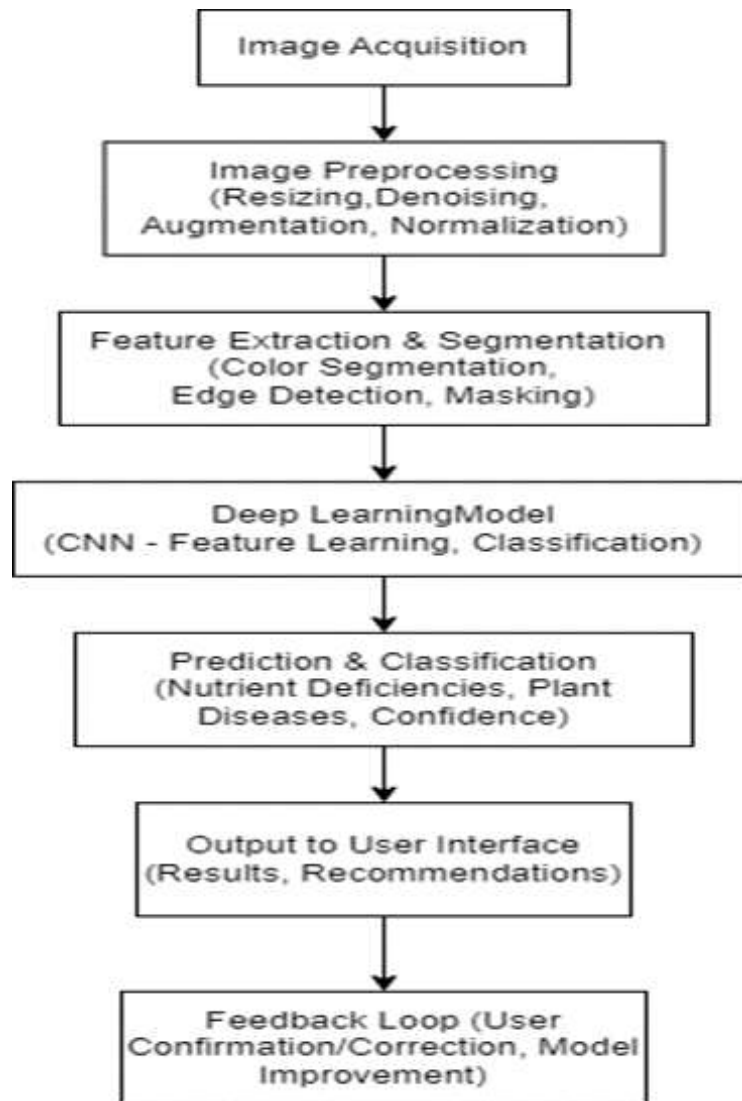 Image Acquisition
Image Preprocessing
(Resizing,Denoising,
Augmentation, Normalization)
Feature Extraction & Segmentation
(Color Segmentation,
Edge Detection, Masking)
Deep LearningModel
(CNN - Feature Learning, Classification)
Prediction & Classification
(Nutrient Deficiencies, Plant
Diseases, Confidence)
Output to User Interface
(Results, Recommendations)
Feedback Loop (User
Confirmation/Correction, Model
Improvement)